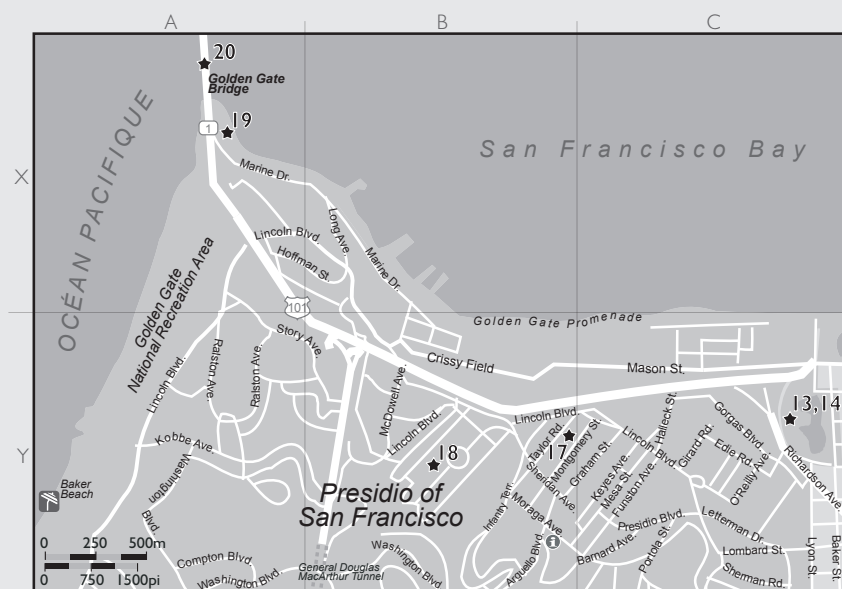 A
B
C
X
Y
20
Golden Gate
Bridge
19
1
OCÉAN PACIFIQUE
San Francisco Bay
Marine Dr.
Lincoln Blvd.
Long Ave.
Hoffman St.
Marine Dr.
Golden Gate
National Recreation Area
101
Golden Gate Promenade
Story Ave.
Crissy Field
Mason St.
Lincoln Blvd.
Ralston Ave.
Ralston Ave.
McDowell Ave.
Lincoln Blvd.
Lincoln Blvd.
Halleck St.
Gorgas Blvd.
13,14
Taylor Rd.
17
Montgomery St.
Graham St.
Lincoln Blvd.
Girard Rd.
Edie Rd.
O'Reilly Ave.
Richardson Ave.
Kobbe Ave.
Washington
Blvd.
18
Sheridan Ave.
Keyes Ave.
Mesa St.
Funston Ave.
Baker
Beach
Presidio of
San Francisco
Infantry Terr.
Moraga Ave.
Presidio Blvd.
Letterman Dr.
0 250 500m
0 750 1500pi
Compton Blvd.
Washington Blvd.
General Douglas
MacArthur Tunnel
Washington Blvd.
Arguello Blvd.
Barnard Ave.
Portola St.
Lombard St.
Sherman Rd.
Lyon St.
Baker St.